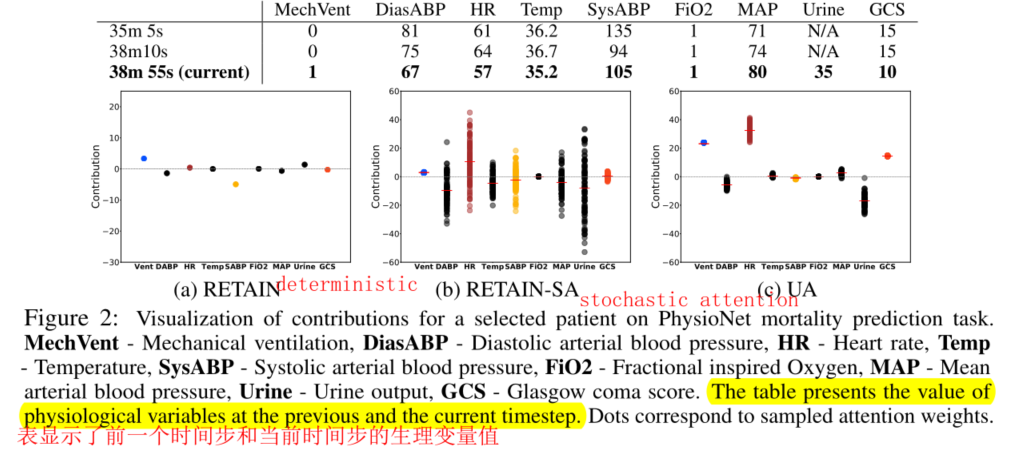 MechVent DiasABP HR Temp SysABP FiO2 MAP Urine GCS
35m 5s 0 81 61 36.2 135 1 71 N/A 15
38m10s 0 75 64 36.7 94 1 74 N/A 15
38m 55s (current) 1 67 57 35.2 105 1 80 35 10
Contribution
20
10
0
−10
−20
−30
Vent DABP HR Temp SABP FiO2 MAP Urine GCS
(a) RETAIN
deterministic
Contribution
60
40
20
0
−20
−40
−60
Vent DABP HR Temp SABP FiO2 MAP Urine GCS
(b) RETAIN-SA
stochastic attention
Contribution
60
40
20
0
−20
−40
−60
Vent DABP HR Temp SABP FiO2 MAP Urine GCS
(c) UA
Figure 2: Visualization of contributions for a selected patient on PhysioNet mortality prediction task.
MechVent - Mechanical ventilation, DiasABP - Diastolic arterial blood pressure, HR - Heart rate, Temp
- Temperature, SysABP - Systolic arterial blood pressure, FiO2 - Fractional inspired Oxygen, MAP - Mean
arterial blood pressure, Urine - Urine output, GCS - Glasgow coma score. The table presents the value of
physiological variables at the previous and the current timestep. Dots correspond to sampled attention weights.
表显示了前一个时间步和当前时间步的生理变量值